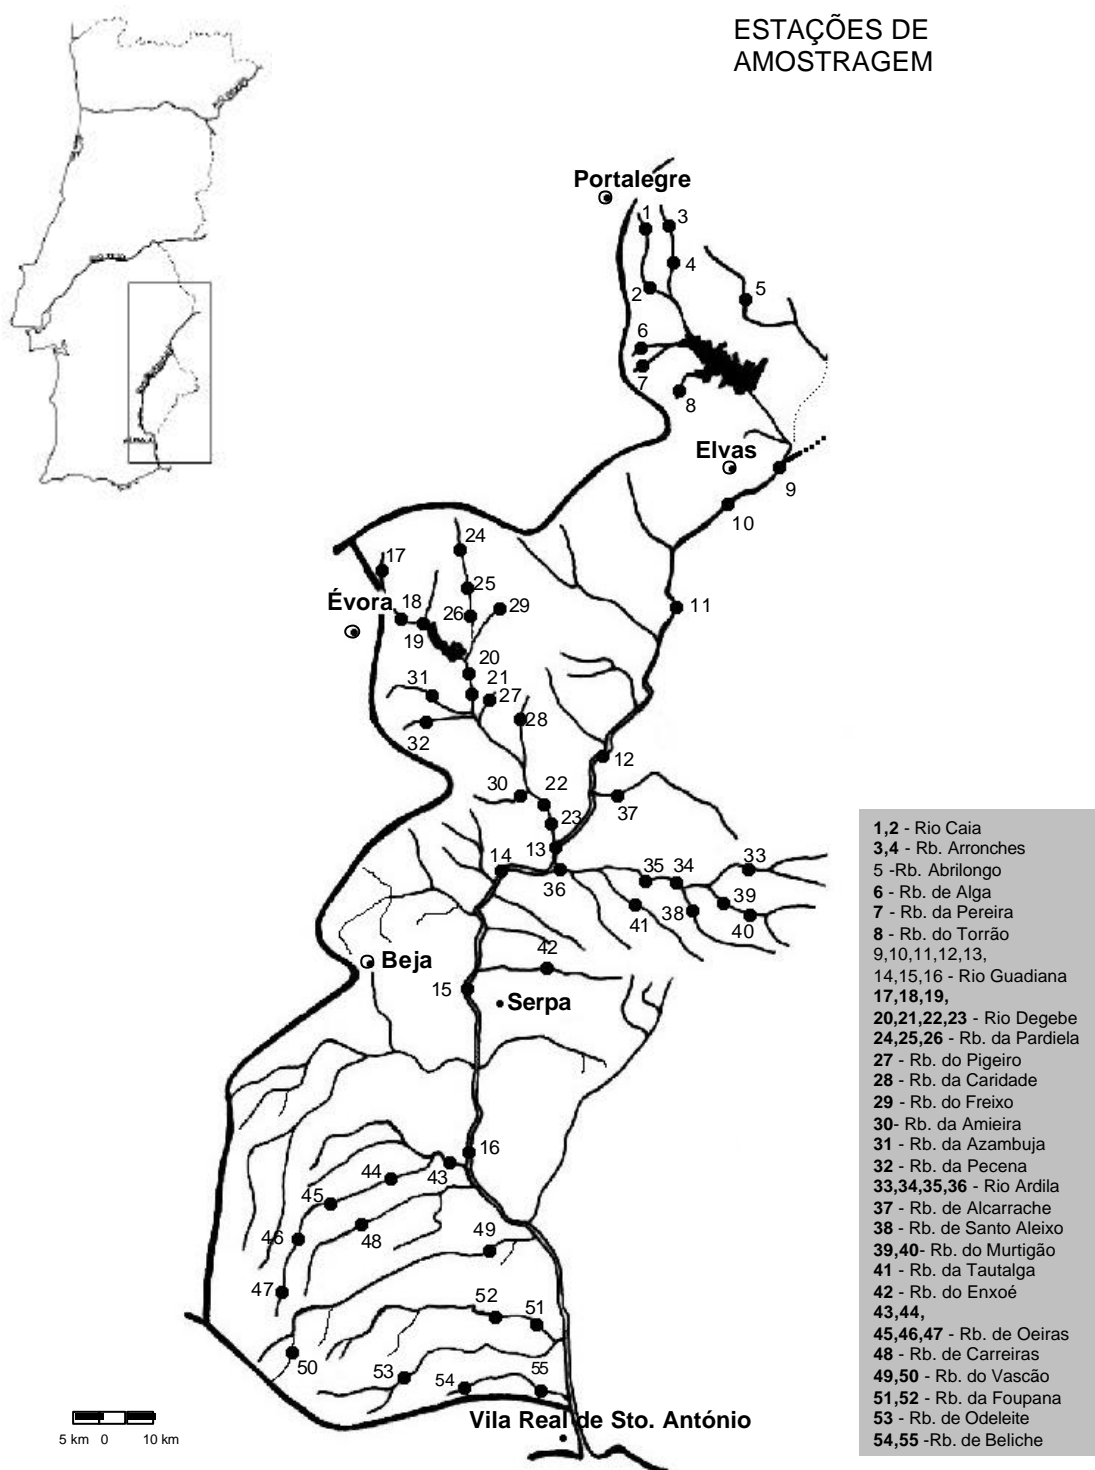 ESTAÇÕES DE
AMOSTRAGEM
Portalegre
1
3
4
2
5
6
7
8
Elvas
9
10
24
17
25
18
Évora
26
29
11
19
20
31
21
27
28
32
12
30
22
37
23
13
14
35
34
33
36
39
38
41
40
42
Beja
15
Serpa
16
43
44
45
46
48
49
47
52
51
50
53
54
55
Vila Real de Sto. António
5 km 0 10 km
1,2 - Rio Caia
3,4 - Rb. Arronches
5 -Rb. Abrilongo
6 - Rb. de Alga
7 - Rb. da Pereira
8 - Rb. do Torrão
9,10,11,12,13,
14,15,16 - Rio Guadiana
17,18,19,
20,21,22,23 - Rio Degebe
24,25,26 - Rb. da Pardiela
27 - Rb. do Pigeiro
28 - Rb. da Caridade
29 - Rb. do Freixo
30- Rb. da Amieira
31 - Rb. da Azambuja
32 - Rb. da Pecena
33,34,35,36 - Rio Ardila
37 - Rb. de Alcarrache
38 - Rb. de Santo Aleixo
39,40- Rb. do Murtigão
41 - Rb. da Tautalga
42 - Rb. do Enxoé
43,44,
45,46,47 - Rb. de Oeiras
48 - Rb. de Carreiras
49,50 - Rb. do Vascão
51,52 - Rb. da Foupana
53 - Rb. de Odeleite
54,55 -Rb. de Beliche